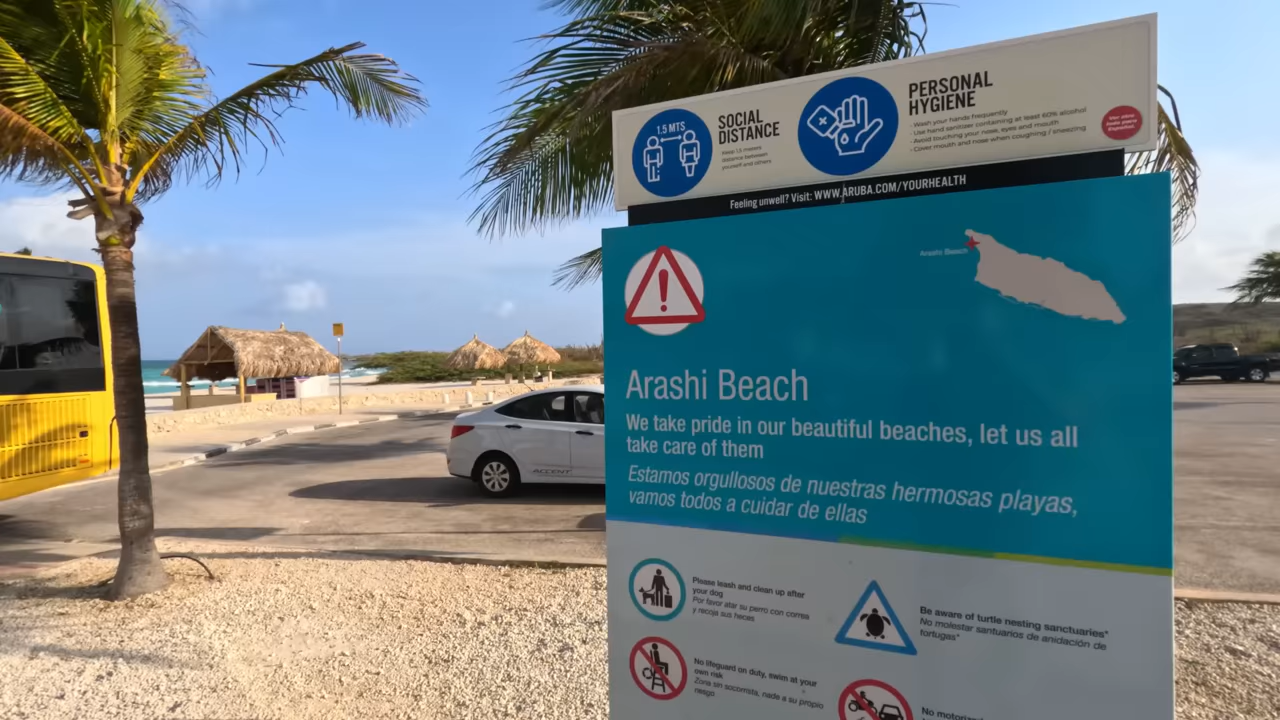 1.5 MTS
SOCIAL
DISTANCE
Keep 1.5 meters
distance between
yourself and others
PERSONAL
HYGIENE
- Wash your hands frequently
- Use hand sanitizer containing at least 60% alcohol
- Avoid touching your nose, eyes and mouth
- Cover mouth and nose when coughing / sneezing
Feeling unwell? Visit: WWW.ARUBA.COM/YOURHEALTH
Arashi Beach
Arashi Beach
We take pride in our beautiful beaches, let us all
take care of them
Estamos orgullosos de nuestras hermosas playas,
vamos todos a cuidar de ellas
Please leash and clean up after
your dog
Por favor atar su perro con correa
y recoja sus heces
Be aware of turtle nesting sanctuaries*
No molestar santuarios de anidación de
tortugas*
No lifeguard on duty, swim at your
own risk
Zona sin socorrista, nade a su propio
riesgo
No motorized
ACCENT